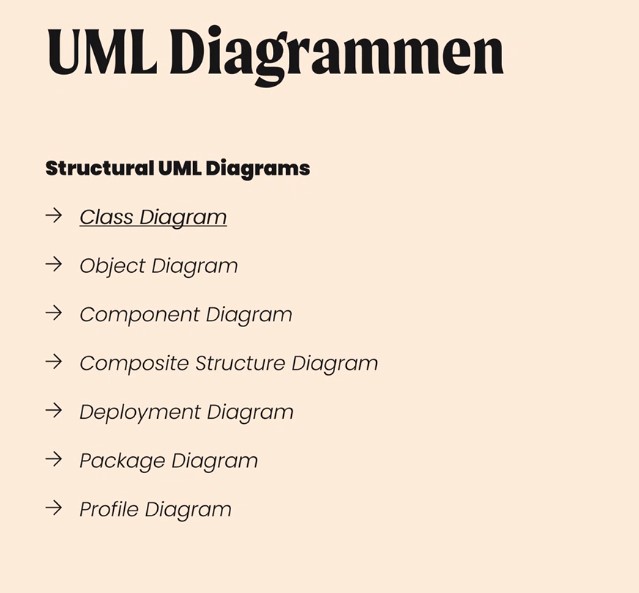 UML Diagrammen
Structural UML Diagrams
→ Class Diagram
→ Object Diagram
→ Component Diagram
→ Composite Structure Diagram
→ Deployment Diagram
→ Package Diagram
→ Profile Diagram